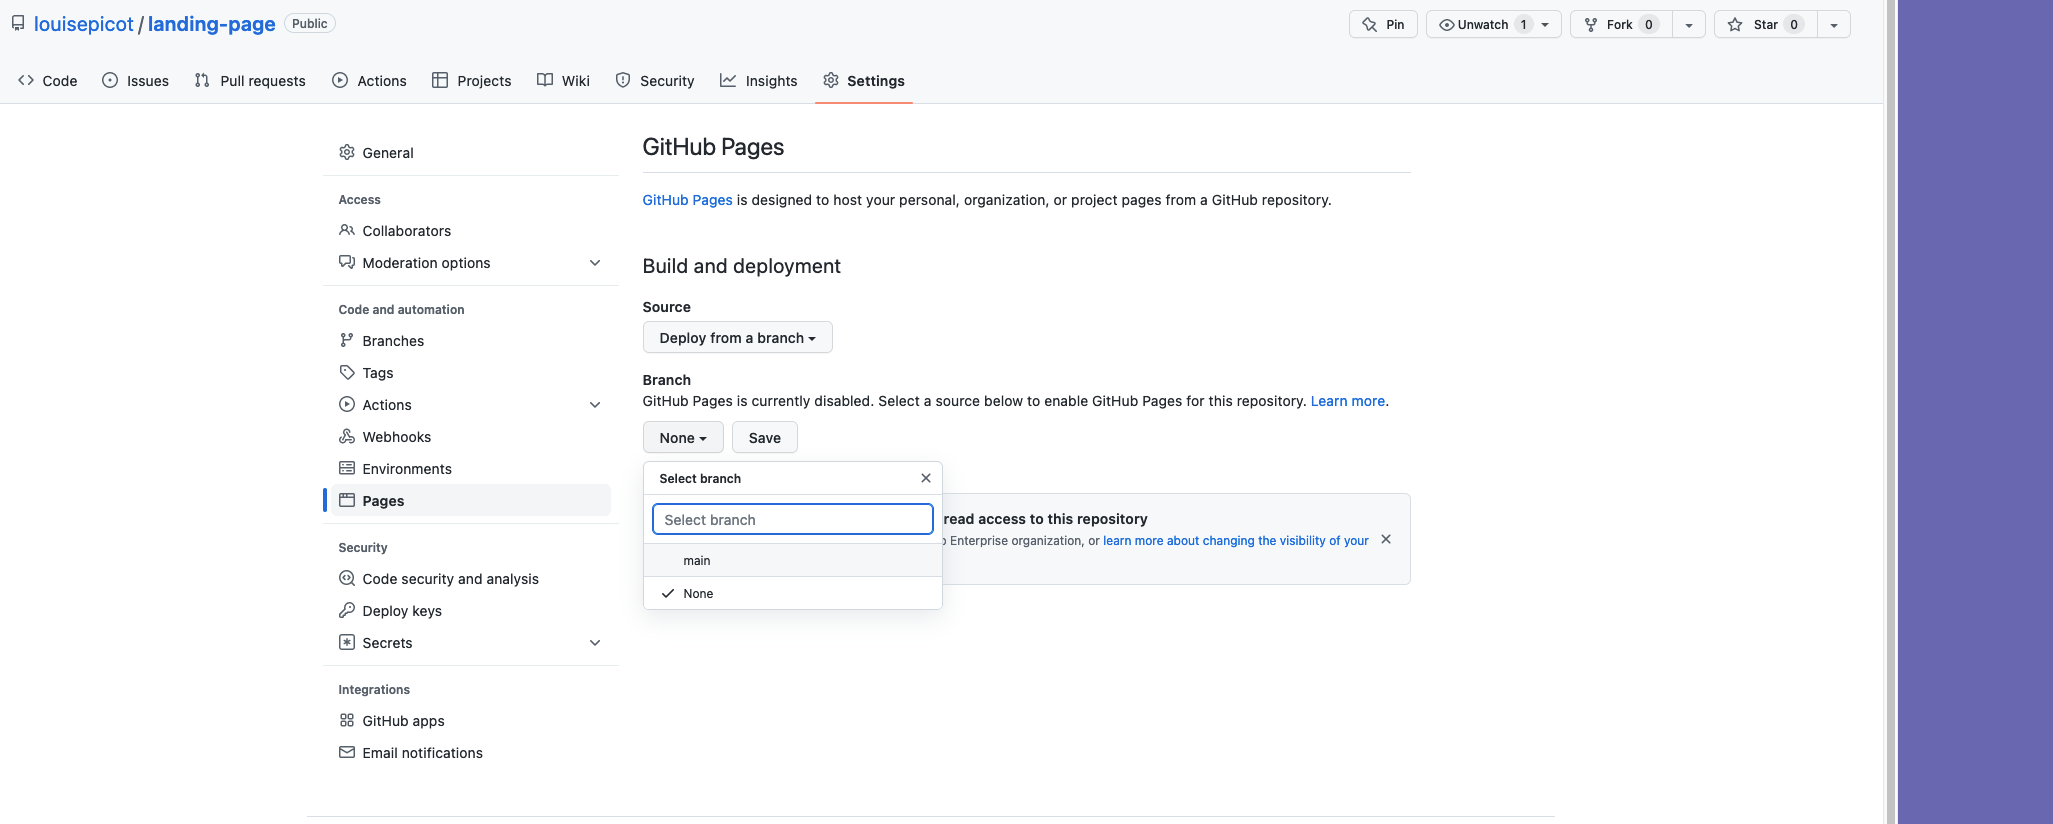 louisepicot / landing-page Public
Pin
Unwatch 1
Fork 0
Star 0
Code
Issues
Pull requests
Actions
Projects
Wiki
Security
Insights
Settings
General
Access
Collaborators
Moderation options
Code and automation
Branches
Tags
Actions
Webhooks
Environments
Pages
Security
Code security and analysis
Deploy keys
Secrets
Integrations
GitHub apps
Email notifications
GitHub Pages
GitHub Pages is designed to host your personal, organization, or project pages from a GitHub repository.
Build and deployment
Source
Deploy from a branch
Branch
GitHub Pages is currently disabled. Select a source below to enable GitHub Pages for this repository. Learn more.
None
Save
Select branch
Select branch
main
None
read access to this repository
Enterprise organization, or learn more about changing the visibility of your